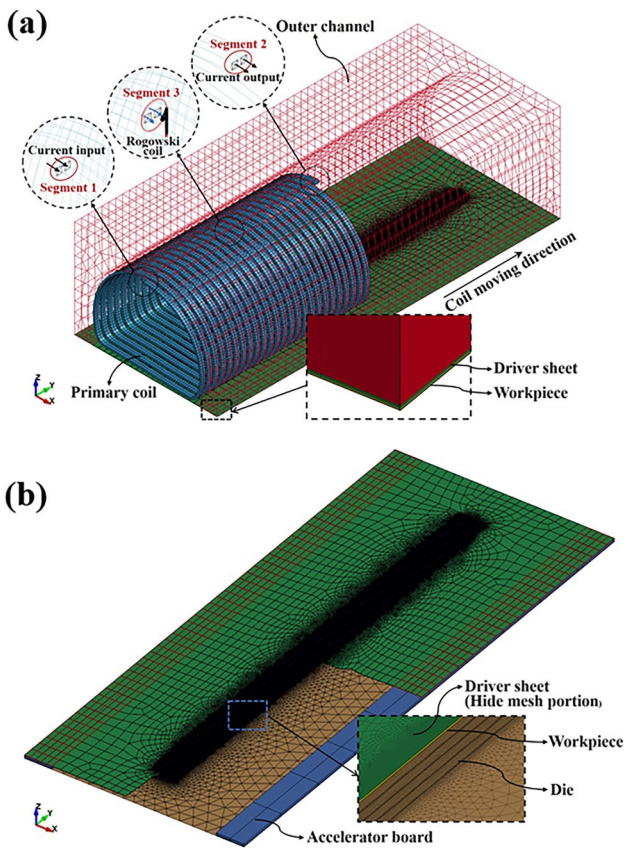 (a)
Outer channel
Segment 2
Current output
Segment 3
Rogowski
coil
Current input
Segment 1
Coil moving direction
Driver sheet
Workpiece
Primary coil
Z
Y
X
(b)
Driver sheet
(Hide mesh portion)
Workpiece
Die
Accelerator board
Z
Y
X